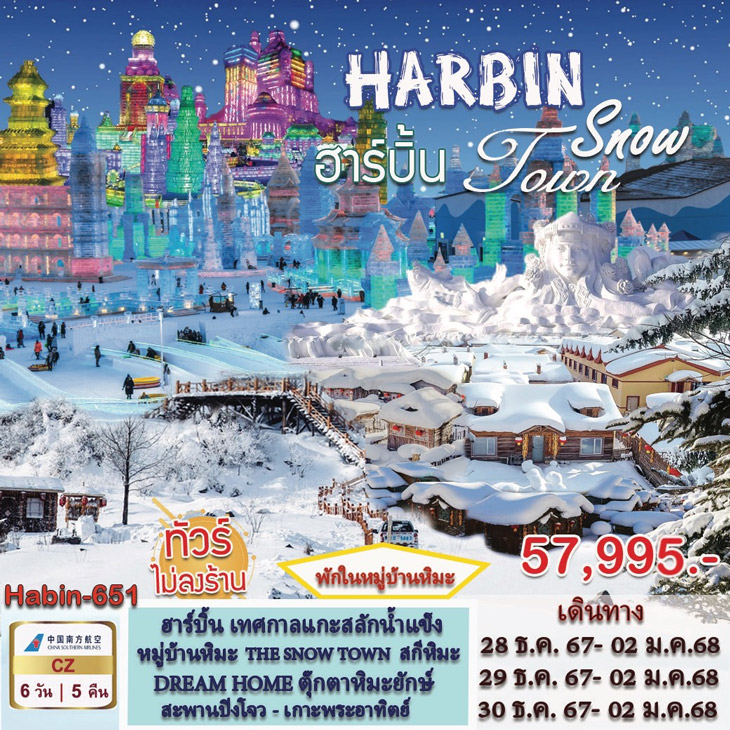 HARBIN
ฮาร์บิ้น Snow Town
ทัวร์
ไม่ลงร้าน
พักในหมู่บ้านหิมะ
57,995.-
Habin-651
中国南方航空
CHINA SOUTHERN AIRLINES
CZ
6 วัน | 5 คืน
ฮาร์บิ้น เทศกาลแกะสลักน้ำแข็ง
หมู่บ้านหิมะ THE SNOW TOWN สกีหิมะ
DREAM HOME ตุ๊กตาหิมะยักษ์
สะพานปิงโจว - เกาะพระอาทิตย์
เดินทาง
28 ธ.ค. 67- 02 ม.ค.68
29 ธ.ค. 67- 02 ม.ค.68
30 ธ.ค. 67- 02 ม.ค.68